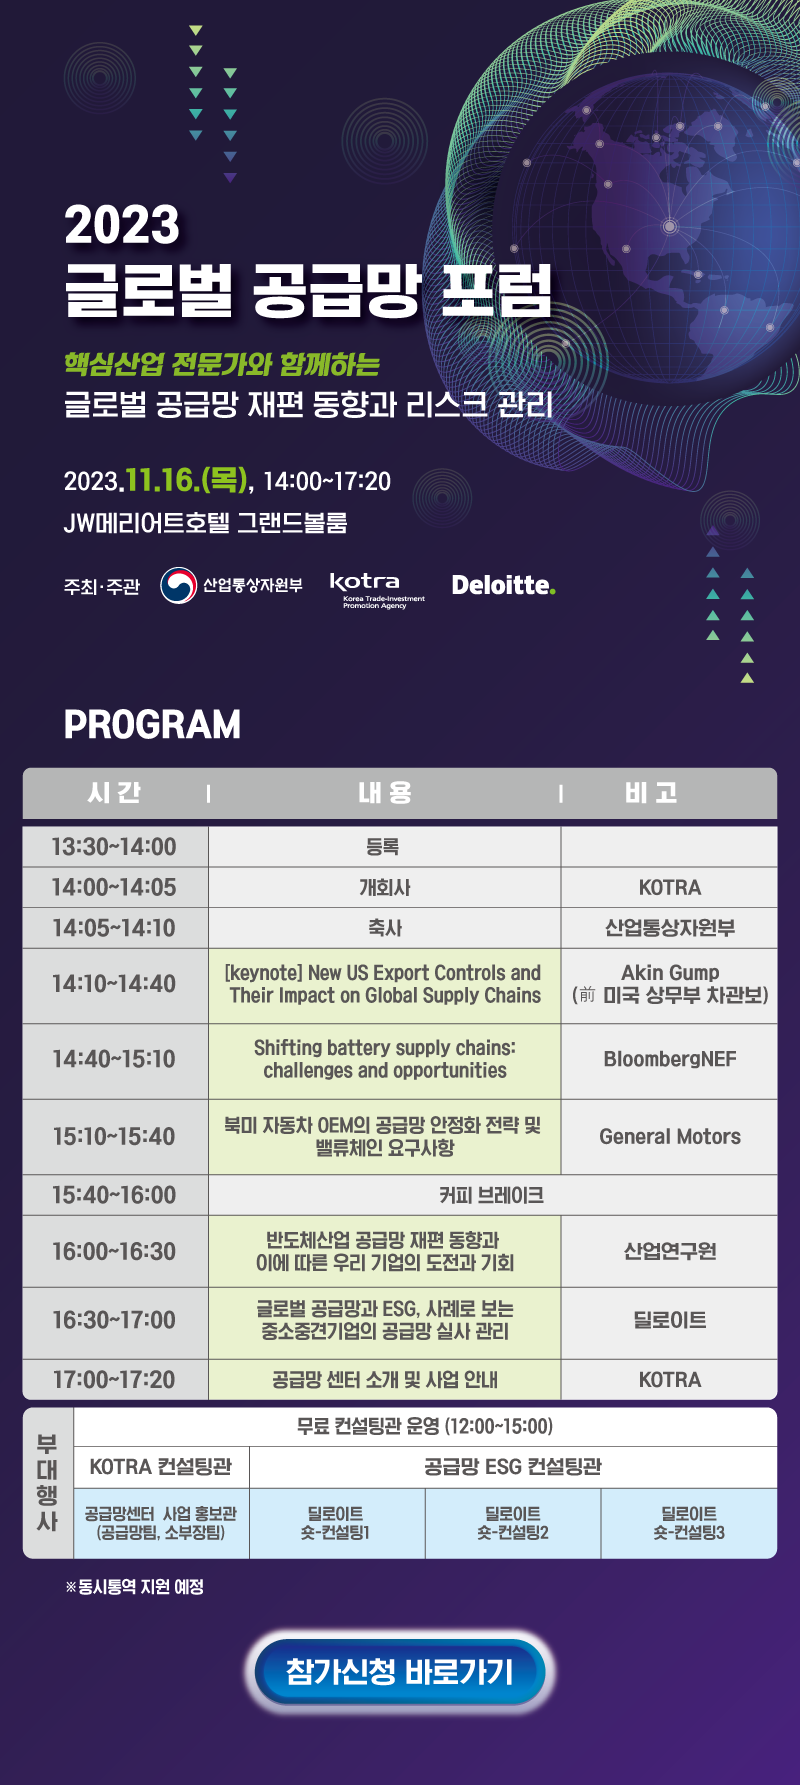 2023
글로벌 공급망 포럼
핵심산업 전문가와 함께하는
글로벌 공급망 재편 동향과 리스크 관리
2023.11.16.(목), 14:00~17:20
JW메리어트호텔 그랜드볼룸
주최·주관 산업통상자원부 kotra Deloitte.
Korea Trade-Investment
Promotion Agency
PROGRAM
시간 | 내용 | 비고
13:30~14:00 등록
14:00~14:05 개회사 KOTRA
14:05~14:10 축사 산업통상자원부
14:10~14:40 [keynote] New US Export Controls and Akin Gump
Their Impact on Global Supply Chains (前 미국 상무부 차관보)
14:40~15:10 Shifting battery supply chains: BloombergNEF
challenges and opportunities
15:10~15:40 북미 자동차 OEM의 공급망 안정화 전략 및 General Motors
밸류체인 요구사항
15:40~16:00 커피 브레이크
16:00~16:30 반도체산업 공급망 재편 동향과 산업연구원
이에 따른 우리 기업의 도전과 기회
16:30~17:00 글로벌 공급망과 ESG, 사례로 보는 딜로이트
중소중견기업의 공급망 실사 관리
17:00~17:20 공급망 센터 소개 및 사업 안내 KOTRA
부대행사
무료 컨설팅관 운영 (12:00~15:00)
KOTRA 컨설팅관 공급망 ESG 컨설팅관
공급망센터 사업 홍보관 딜로이트 딜로이트 딜로이트
(공급망팀, 소부장팀) 숏-컨설팅1 숏-컨설팅2 숏-컨설팅3
※동시통역 지원 예정
참가신청 바로가기